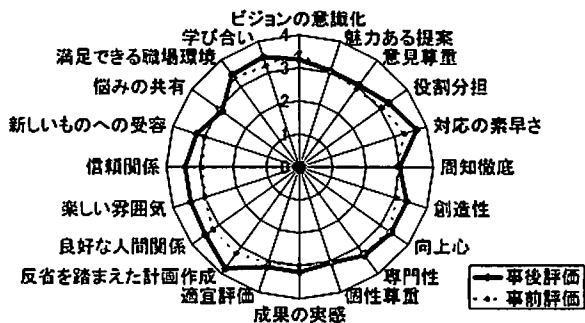 ビジョンの意識化
魅力ある提案
意見尊重
役割分担
対応の素早さ
周知徹底
創造性
向上心
専門性
個性尊重
成果の実感
適宜評価
反省を踏まえた計画作成
良好な人間関係
楽しい雰囲気
信頼関係
新しいものへの受容
悩みの共有
満足できる職場環境
学び合い
4
3
2
1
0
事後評価
事前評価